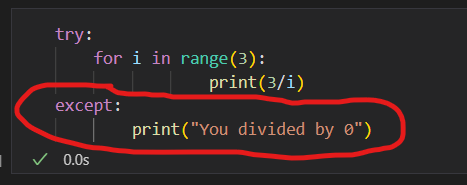 try:
    for i in range(3):
                print(3/i)
except:
        print("You divided by 0")
0.0s